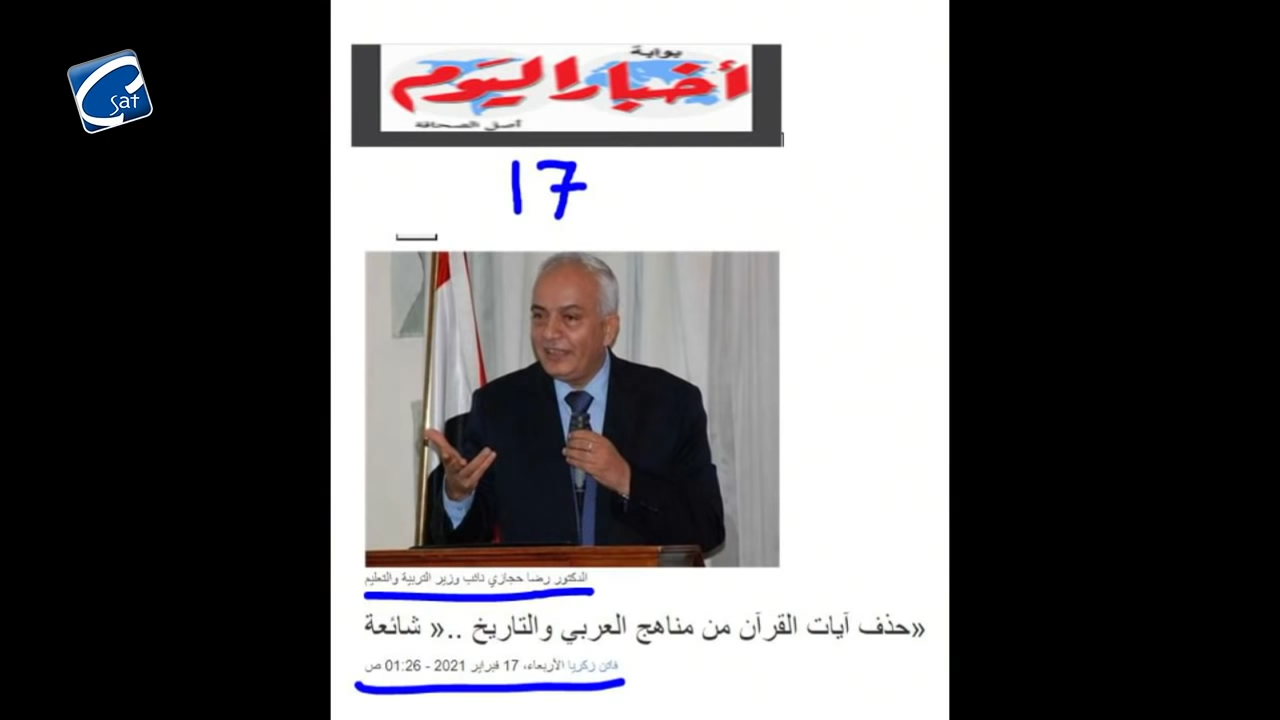 C Sat
بوابة
أخبار اليوم
أصل الصحافة
17
الدكتور رضا حجازي نائب وزير التربية والتعليم
«حذف آيات القرآن من مناهج العربي والتاريخ ..« شائعة
فاتن زكريا الأربعاء، 17 فبراير 2021 - 01:26 ص